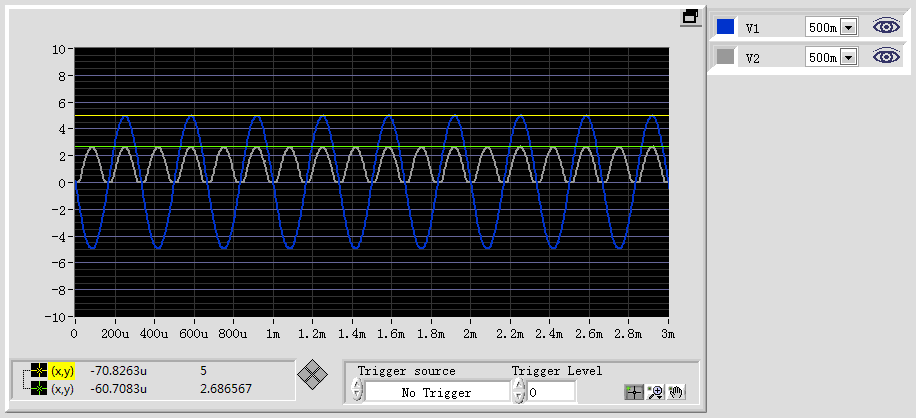 V1 500m
V2 500m
10
8
6
4
2
0
-2
-4
-6
-8
-10
0 200u 400u 600u 800u 1m 1.2m 1.4m 1.6m 1.8m 2m 2.2m 2.4m 2.6m 2.8m 3m
(x,y) -70.8263u 5
(x,y) -60.7083u 2.686567
Trigger source Trigger Level
No Trigger 0